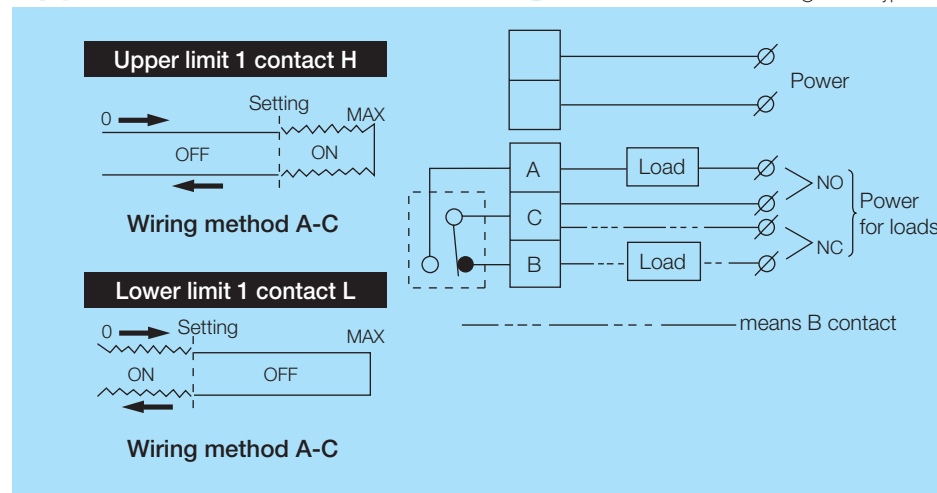 Upper limit 1 contact H
Setting
0
MAX
OFF
ON
Wiring method A-C
Lower limit 1 contact L
0
Setting
MAX
ON
OFF
Wiring method A-C
Power
A
Load
NO
C
Power
for loads
NC
B
Load
means B contact